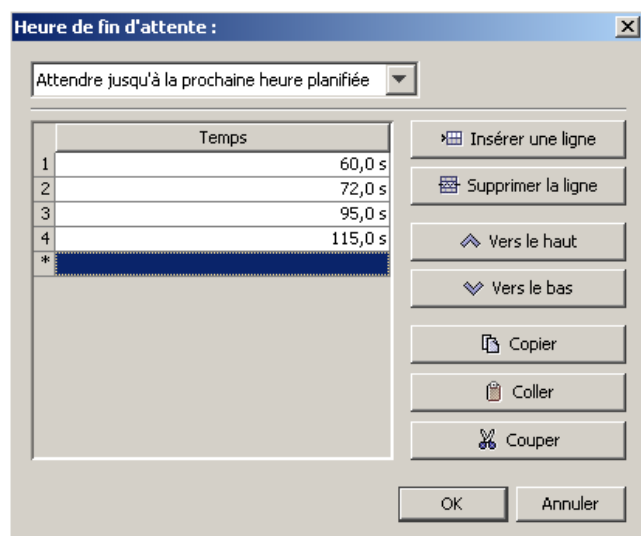 Heure de fin d'attente :
Attendre jusqu'à la prochaine heure planifiée
Temps
1 60,0 s
2 72,0 s
3 95,0 s
4 115,0 s
*
Insérer une ligne
Supprimer la ligne
Vers le haut
Vers le bas
Copier
Coller
Couper
OK
Annuler